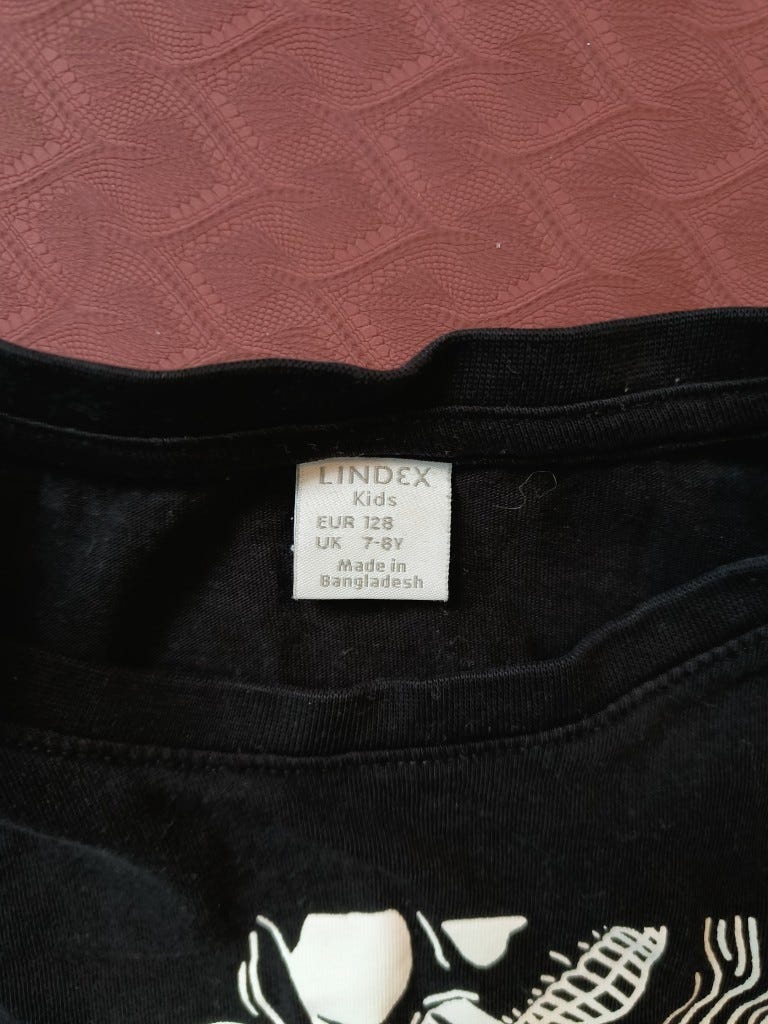 LINDEX
Kids
EUR 128
UK 7-8Y
Made in
Bangladesh